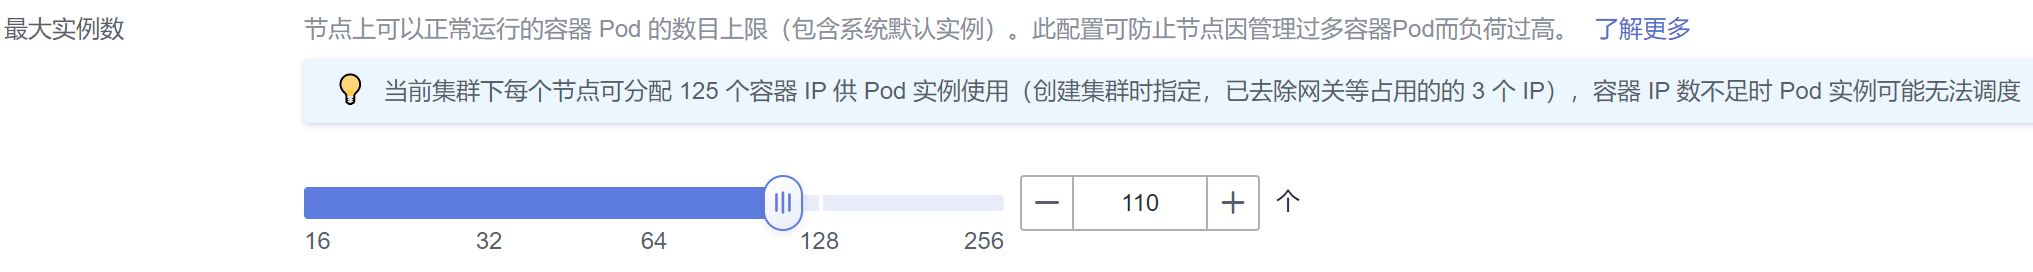 最大实例数
节点上可以正常运行的容器 Pod 的数目上限（包含系统默认实例）。此配置可防止节点因管理过多容器Pod而负荷过高。 了解更多
当前集群下每个节点可分配 125 个容器 IP 供 Pod 实例使用（创建集群时指定，已去除网关等占用的的 3 个 IP），容器 IP 数不足时 Pod 实例可能无法调度
110 个
16 32 64 128 256